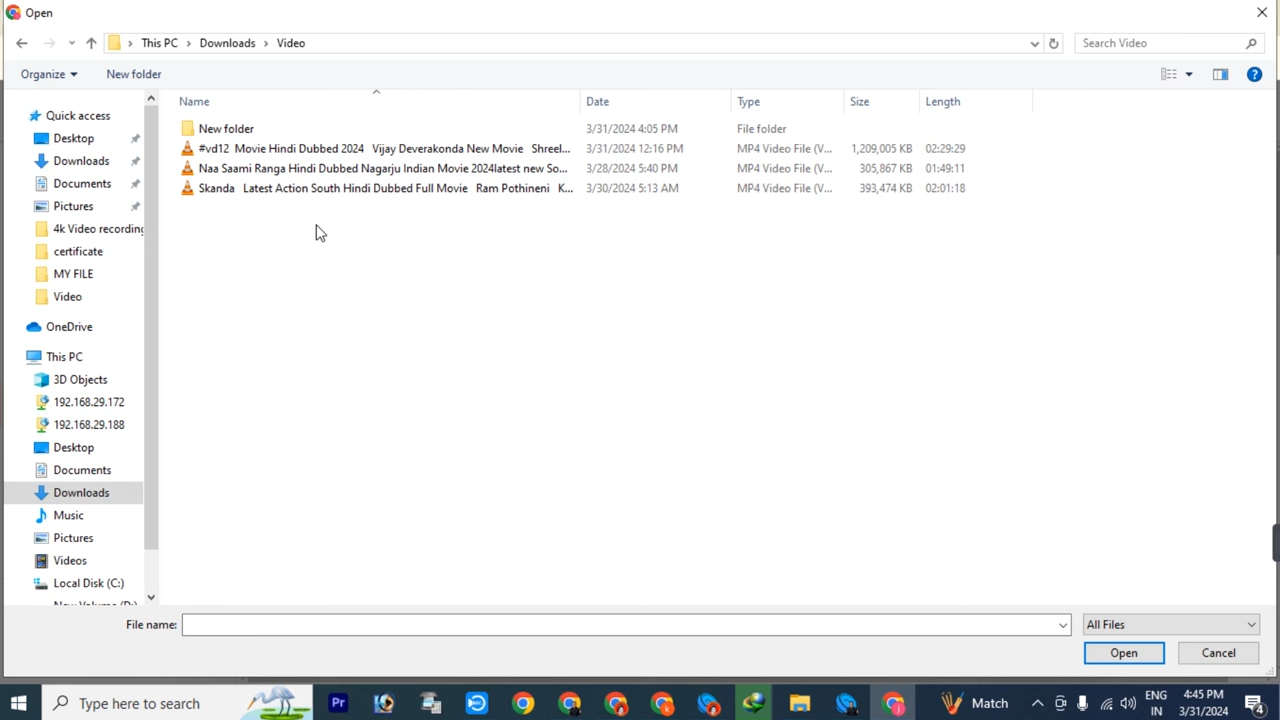 Open
This PC > Downloads > Video
Search Video
Organize
New folder
Name Date Type Size Length
New folder 3/31/2024 4:05 PM File folder
#vd12 Movie Hindi Dubbed 2024 Vijay Deverakonda New Movie Shreel... 3/31/2024 12:16 PM MP4 Video File (V... 1,209,005 KB 02:29:29
Naa Saami Ranga Hindi Dubbed Nagarju Indian Movie 2024latest new So... 3/28/2024 5:40 PM MP4 Video File (V... 305,867 KB 01:49:11
Skanda Latest Action South Hindi Dubbed Full Movie Ram Pothineni K... 3/30/2024 5:13 AM MP4 Video File (V... 393,474 KB 02:01:18
Quick access
Desktop
Downloads
Documents
Pictures
4k Video recording
certificate
MY FILE
Video
OneDrive
This PC
3D Objects
192.168.29.172
192.168.29.188
Desktop
Documents
Downloads
Music
Pictures
Videos
Local Disk (C:)
New Volume (D:)
File name:
All Files
Open
Cancel
Type here to search
Pr
Match
ENG
IN
4:45 PM
3/31/2024
4